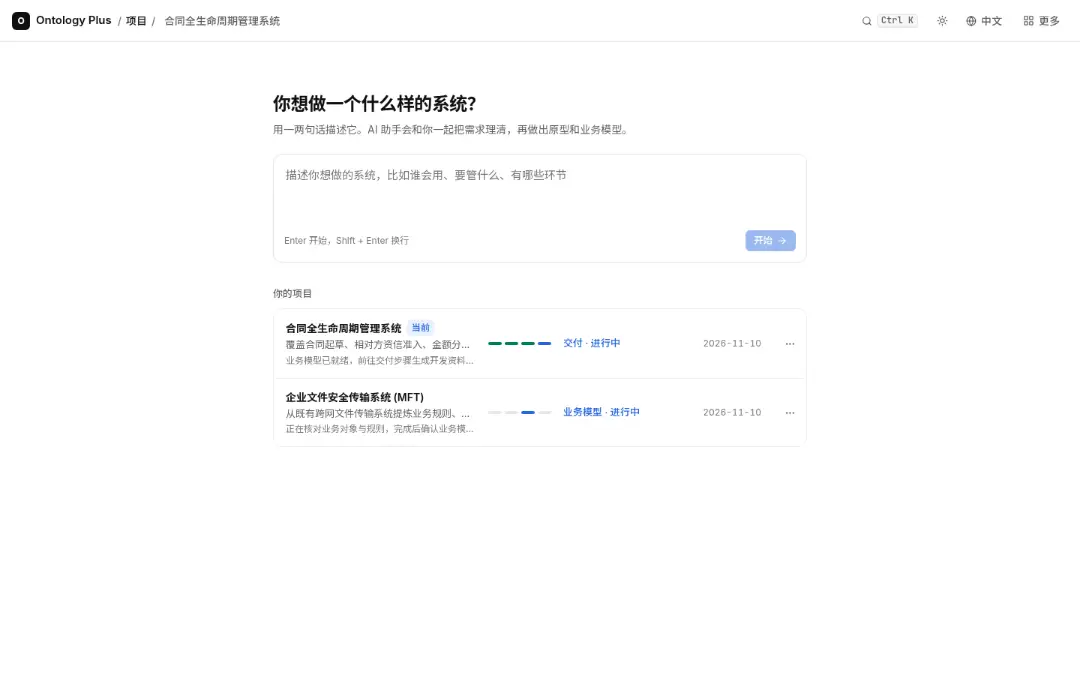 O Ontology Plus / 项目 / 合同全生命周期管理系统 Ctrl K 中文 更多
你想做一个什么样的系统?
用一两句话描述它。AI 助手会和你一起把需求理清，再做出原型和业务模型。
描述你想做的系统，比如谁会用、要管什么、有哪些环节
Enter 开始，Shift + Enter 换行 开始 →
你的项目
合同全生命周期管理系统 当前
覆盖合同起草、相对方资信准入、金额分... 交付 · 进行中 2026-11-10 ...
业务模型已就绪，前往交付步骤生成开发资料...
企业文件安全传输系统 (MFT)
从既有跨网文件传输系统提炼业务规则、... 业务模型 · 进行中 2026-11-10 ...
正在核对业务对象与规则，完成后确认业务模...